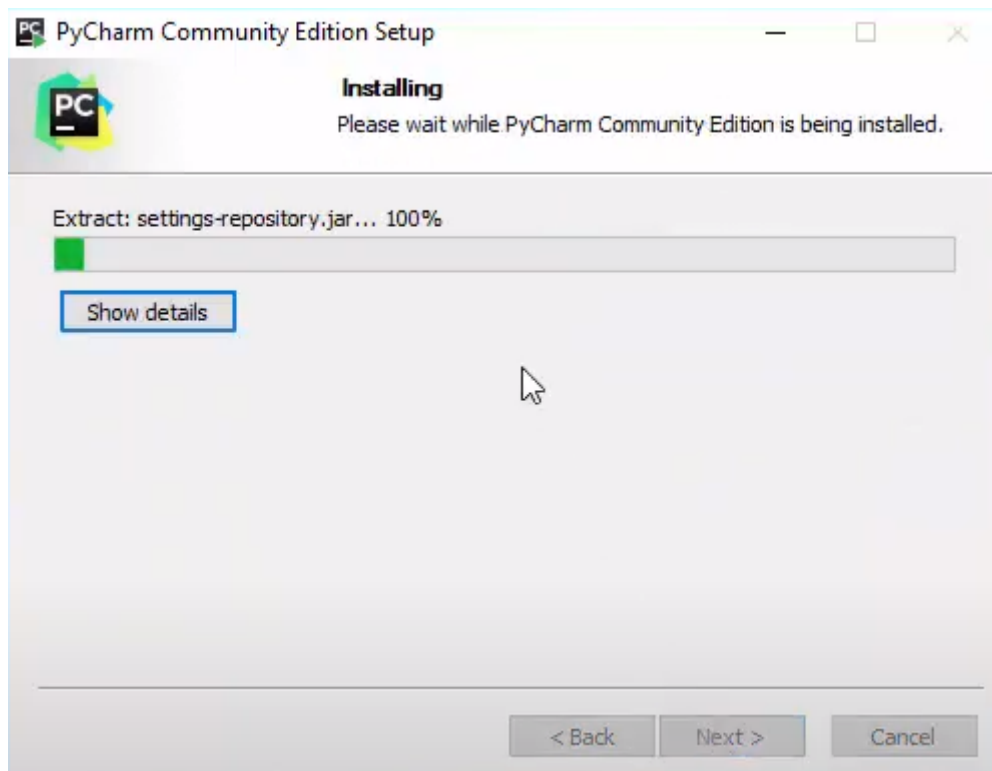 PyCharm Community Edition Setup
PC
Installing
Please wait while PyCharm Community Edition is being installed.
Extract: settings-repository.jar... 100%
Show details
< Back
Next >
Cancel